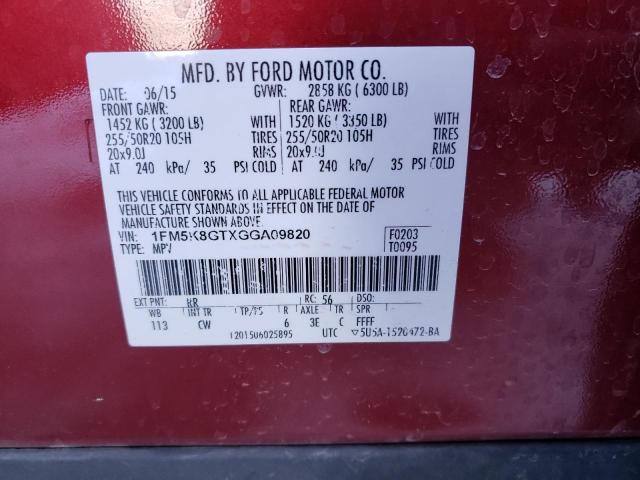 MFD. BY FORD MOTOR CO.
DATE: 06/15 GVWR: 2858 KG ( 6300 LB)
FRONT GAWR: REAR GAWR:
1452 KG ( 3200 LB) WITH 1520 KG ( 3350 LB) WITH
255/50R20 105H TIRES 255/50R20 105H TIRES
20x9.0J RIMS 20x9.0J RIMS
AT 240 kPa/ 35 PSI COLD AT 240 kPa/ 35 PSI COLD
THIS VEHICLE CONFORMS TO ALL APPLICABLE FEDERAL MOTOR
VEHICLE SAFETY STANDARDS IN EFFECT ON THE DATE OF
MANUFACTURE SHOWN ABOVE.
VIN: 1FM5K8GTXGGA09820 F0203
TYPE: MPV T0095
EXT PNT: RR RC: 56 DSO:
WB INT TR TP/PS R AXLE TR
113 CW 6 3E C FFFF
UTC ▽5U5A-1520472-BA